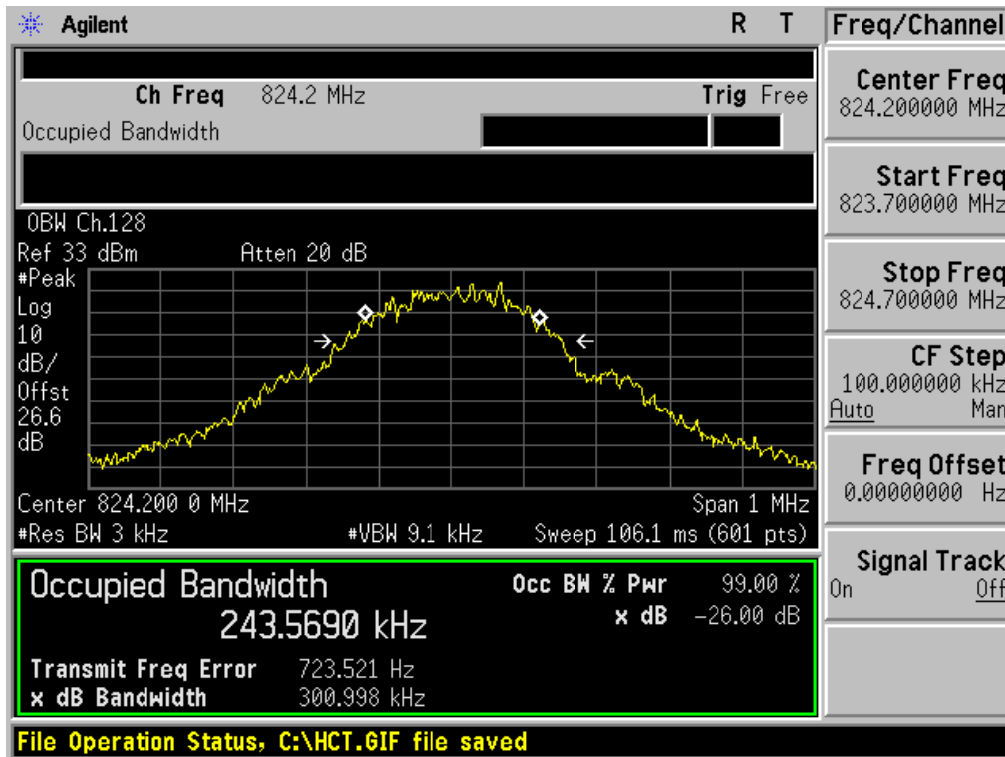 Agilent R T
Ch Freq 824.2 MHz Trig Free
Occupied Bandwidth
OBW Ch.128
Ref 33 dBm Atten 20 dB
#Peak
Log
10
dB/
Offst
26.6
dB
Center 824.200 0 MHz Span 1 MHz
#Res BW 3 kHz #VBW 9.1 kHz Sweep 106.1 ms (601 pts)
Occupied Bandwidth Occ BW % Pwr 99.00 %
243.5690 kHz x dB -26.00 dB
Transmit Freq Error 723.521 Hz
x dB Bandwidth 300.998 kHz
File Operation Status, C:\HCT.GIF file saved
Freq/Channel
Center Freq
824.200000 MHz
Start Freq
823.700000 MHz
Stop Freq
824.700000 MHz
CF Step
100.000000 kHz
Auto Man
Freq Offset
0.00000000 Hz
Signal Track
On Off